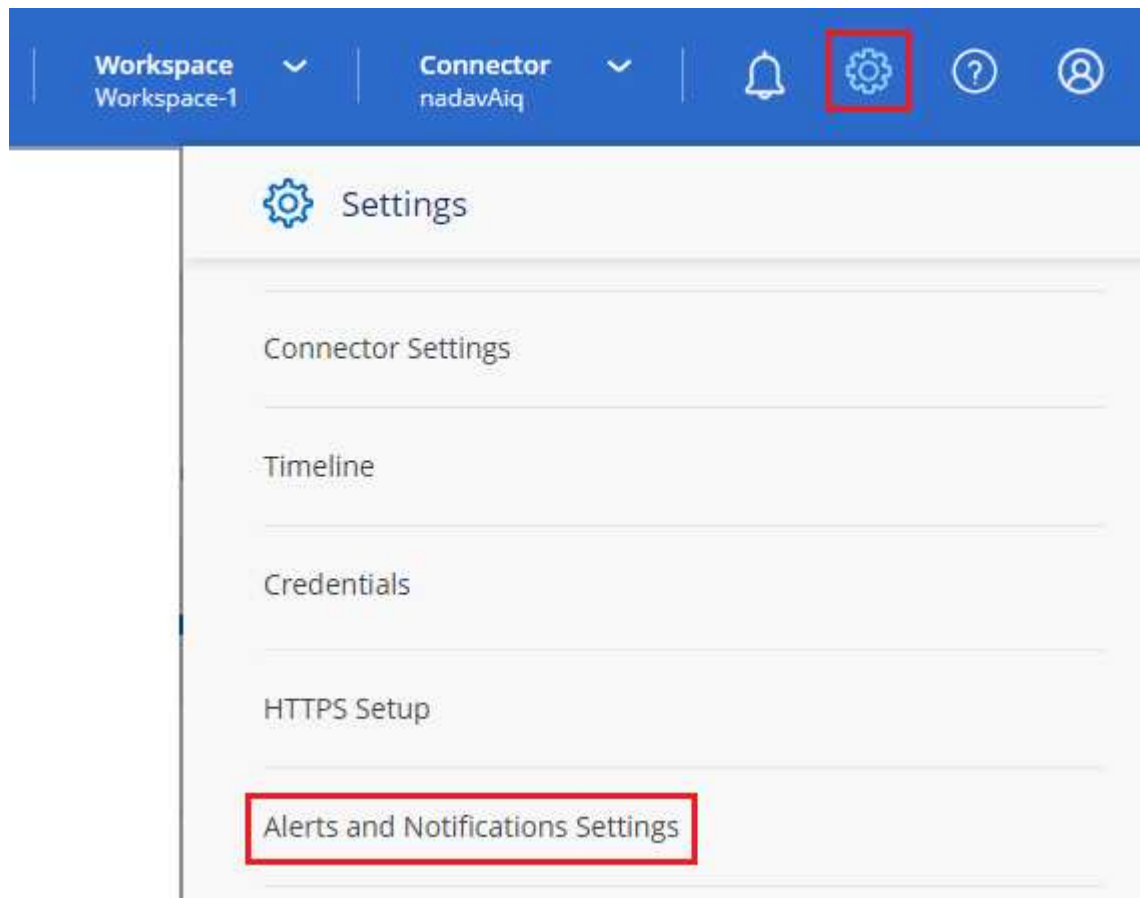 Workspace
Workspace-1
Connector
nadavAiq
Settings
Connector Settings
Timeline
Credentials
HTTPS Setup
Alerts and Notifications Settings